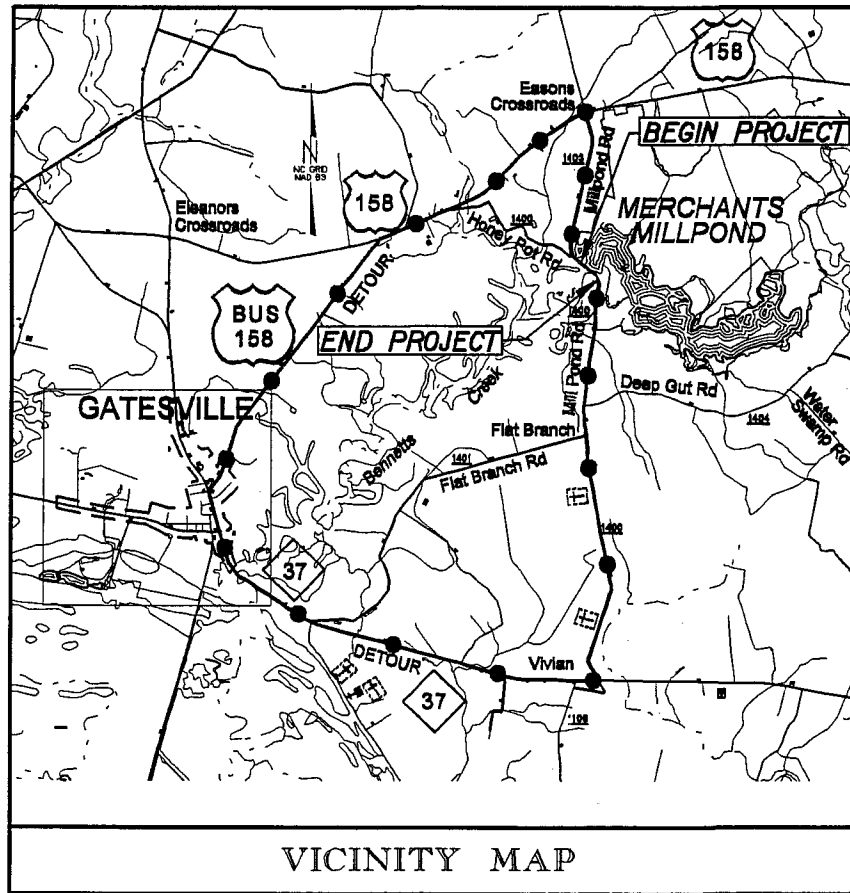 158
Easons
Crossroads
BEGIN PROJECT
1403
Millpond Rd
N
NC GRID
NAD 83
158
Eleanors
Crossroads
1400
Honey Pot Rd
MERCHANTS
MILLPOND
DETOUR
BUS
158
END PROJECT
1400
Mill Pond Rd
Creek
Deep Gut Rd
1404
Water
Swamp Rd
GATESVILLE
Flat Branch
Bennetts
1401
Flat Branch Rd
1400
37
DETOUR
Vivian
37
VICINITY MAP